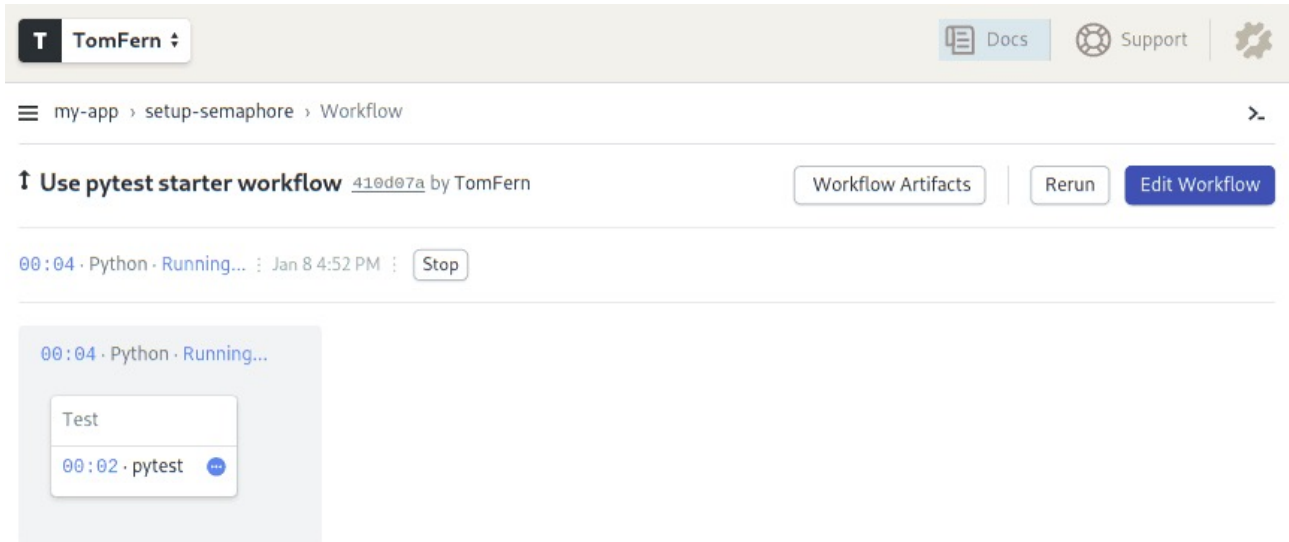 T TomFern Docs Support
my-app › setup-semaphore › Workflow >_
Use pytest starter workflow 410d07a by TomFern Workflow Artifacts Rerun Edit Workflow
00:04 · Python · Running... Jan 8 4:52 PM Stop
00:04 · Python · Running...
Test
00:02 · pytest